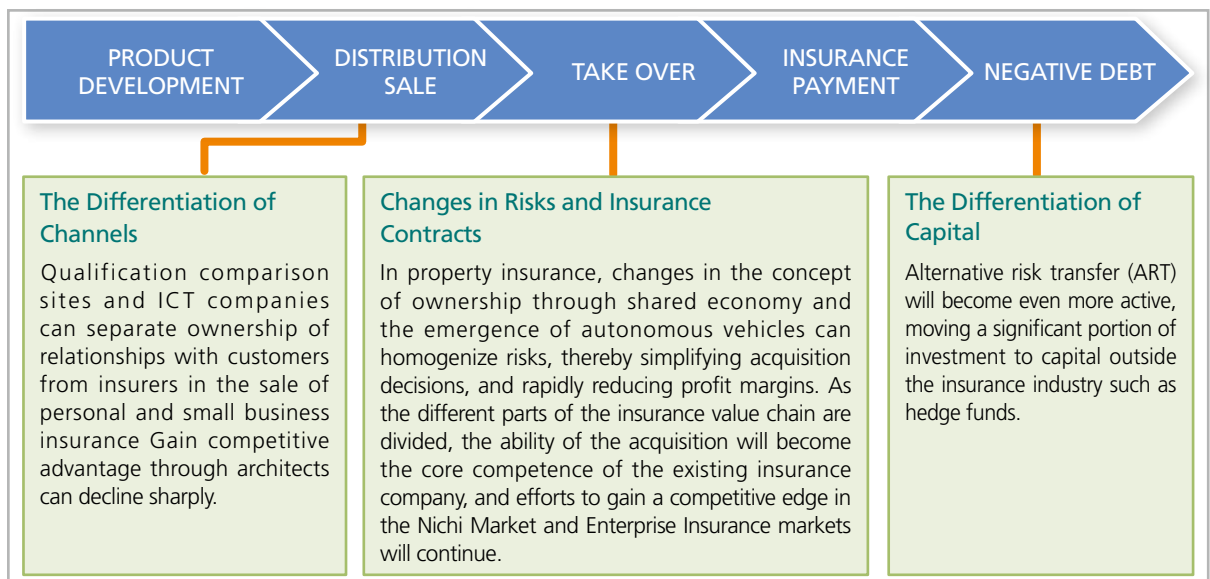 PRODUCT
DEVELOPMENT
DISTRIBUTION
SALE
TAKE OVER
INSURANCE
PAYMENT
NEGATIVE DEBT
The Differentiation of
Channels
Qualification comparison
sites and ICT companies
can separate ownership of
relationships with customers
from insurers in the sale of
personal and small business
insurance Gain competitive
advantage through architects
can decline sharply.
Changes in Risks and Insurance
Contracts
In property insurance, changes in the concept
of ownership through shared economy and
the emergence of autonomous vehicles can
homogenize risks, thereby simplifying acquisition
decisions, and rapidly reducing profit margins. As
the different parts of the insurance value chain are
divided, the ability of the acquisition will become
the core competence of the existing insurance
company, and efforts to gain a competitive edge in
the Nichi Market and Enterprise Insurance markets
will continue.
The Differentiation of
Capital
Alternative risk transfer (ART)
will become even more active,
moving a significant portion of
investment to capital outside
the insurance industry such as
hedge funds.